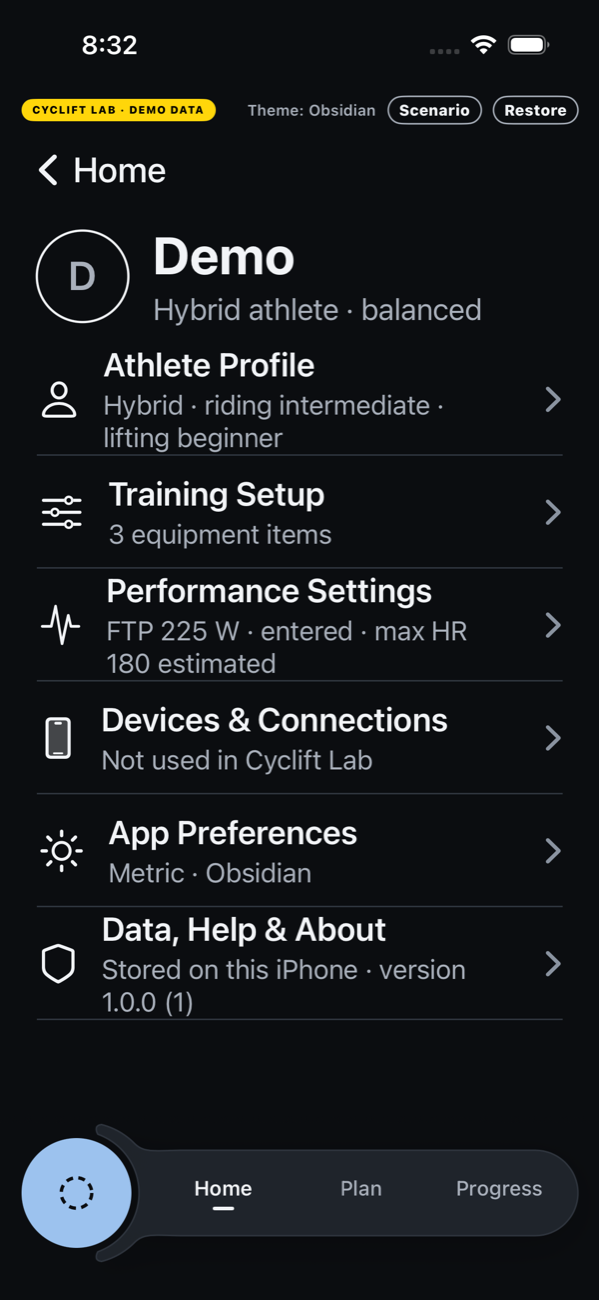 8:32
CYCLIFT LAB · DEMO DATA
Theme: Obsidian
Scenario
Restore
Home
D
Demo
Hybrid athlete · balanced
Athlete Profile
Hybrid · riding intermediate ·
lifting beginner
Training Setup
3 equipment items
Performance Settings
FTP 225 W · entered · max HR
180 estimated
Devices & Connections
Not used in Cyclift Lab
App Preferences
Metric · Obsidian
Data, Help & About
Stored on this iPhone · version
1.0.0 (1)
Home
Plan
Progress